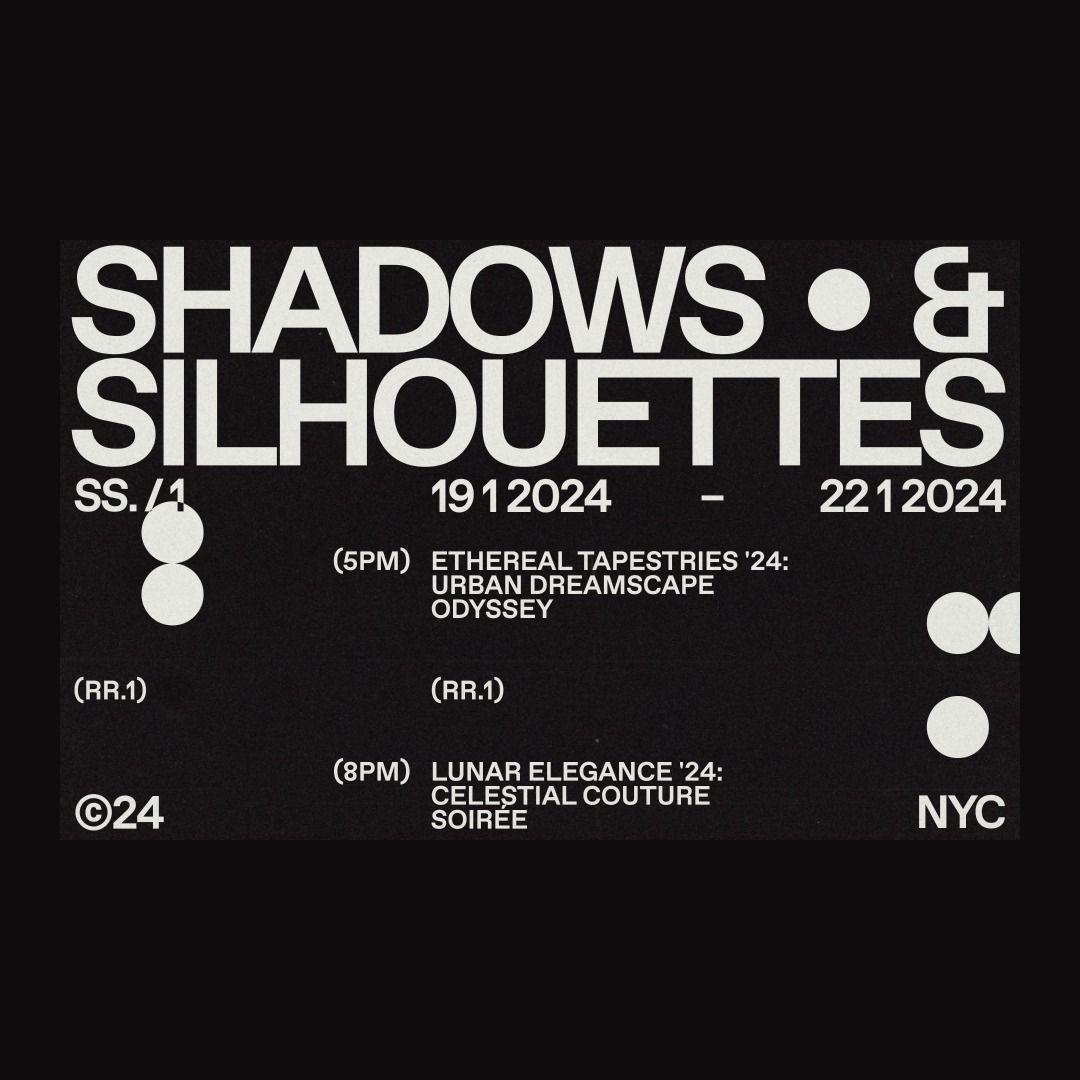 SHADOWS • &
SILHOUETTES
SS. / 1 19 1 2024 – 22 1 2024
(5PM) ETHEREAL TAPESTRIES '24:
URBAN DREAMSCAPE
ODYSSEY
(RR.1) (RR.1)
(8PM) LUNAR ELEGANCE '24:
CELESTIAL COUTURE
SOIRÉE
©24 NYC